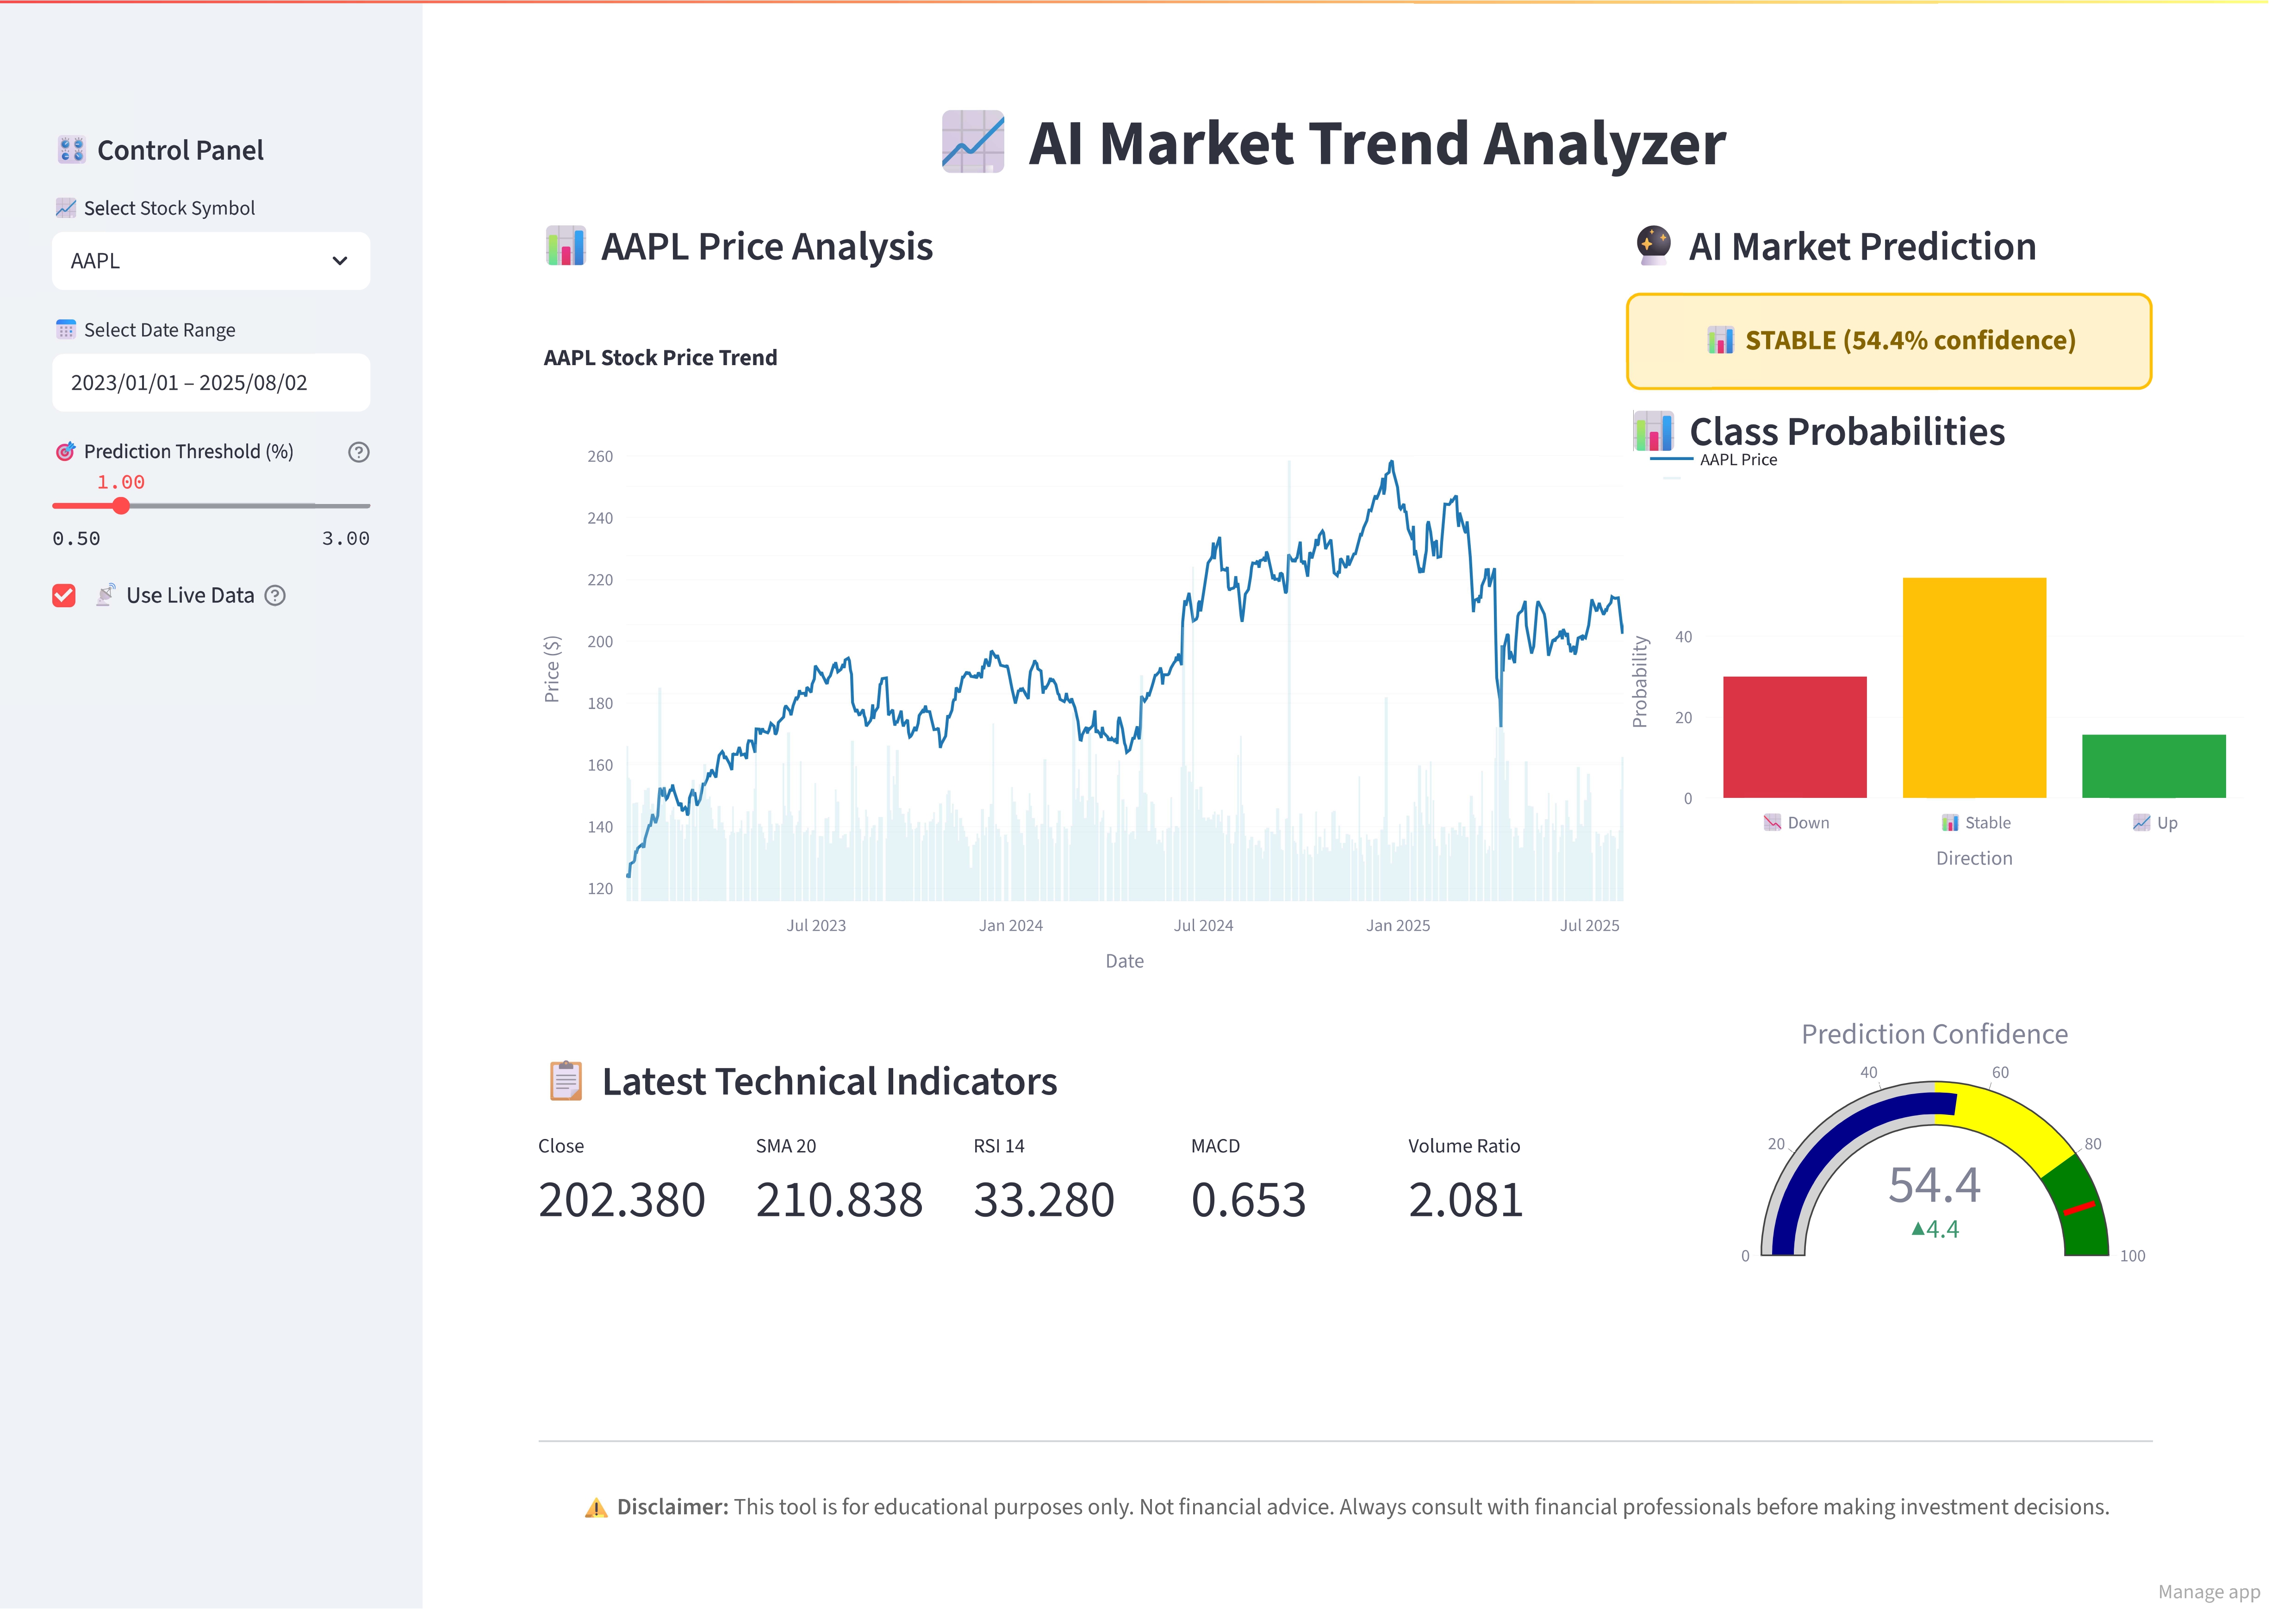 Control Panel
Select Stock Symbol
AAPL
Select Date Range
2023/01/01 – 2025/08/02
Prediction Threshold (%)
1.00
0.50 3.00
Use Live Data
AI Market Trend Analyzer
AAPL Price Analysis
AAPL Stock Price Trend
260
240
220
200
180
160
140
120
Price ($)
Jul 2023 Jan 2024 Jul 2024 Jan 2025 Jul 2025
Date
AI Market Prediction
STABLE (54.4% confidence)
Class Probabilities
AAPL Price
40
20
0
Probability
Down Stable Up
Direction
Latest Technical Indicators
Close SMA 20 RSI 14 MACD Volume Ratio
202.380 210.838 33.280 0.653 2.081
Prediction Confidence
40 60
20 80
54.4
▲4.4
0 100
Disclaimer: This tool is for educational purposes only. Not financial advice. Always consult with financial professionals before making investment decisions.
Manage app